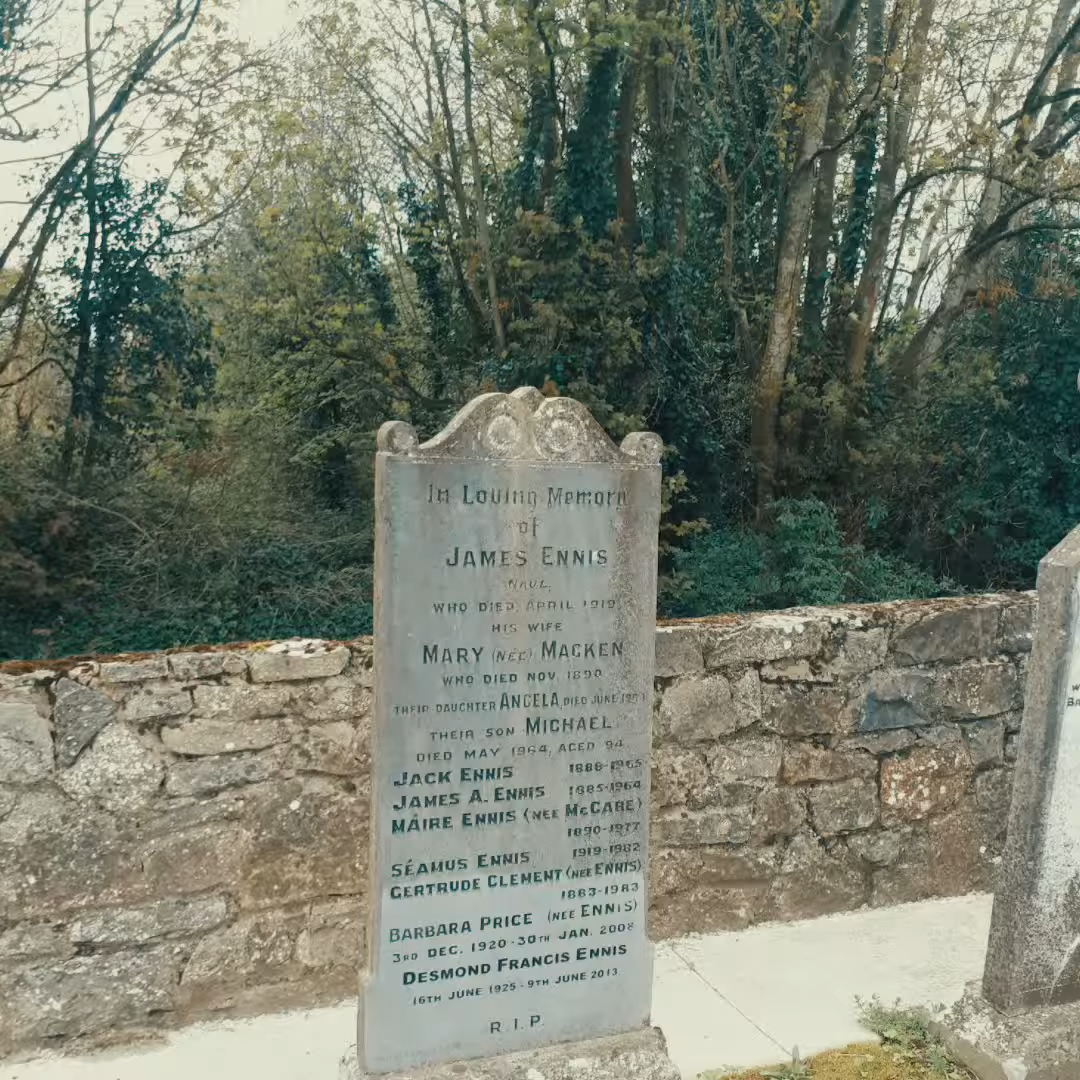 In Loving Memory
of
JAMES ENNIS
NAUL,
WHO DIED APRIL 1919
HIS WIFE
MARY (NÉE) MACKEN
WHO DIED NOV. 1890
THEIR DAUGHTER ANGELA, DIED JUNE
THEIR SON MICHAEL
DIED MAY 1964, AGED 94
JACK ENNIS 1888-1965
JAMES A. ENNIS 1885-1964
MÁIRE ENNIS (NEE McCABE)
1890-1977
SÉAMUS ENNIS 1919-1982
GERTRUDE CLEMENT (NEE ENNIS)
1883-1983
BARBARA PRICE (NEE ENNIS)
3RD DEC. 1920 - 30TH JAN. 2008
DESMOND FRANCIS ENNIS
16TH JUNE 1925 - 9TH JUNE 2013
R.I.P.